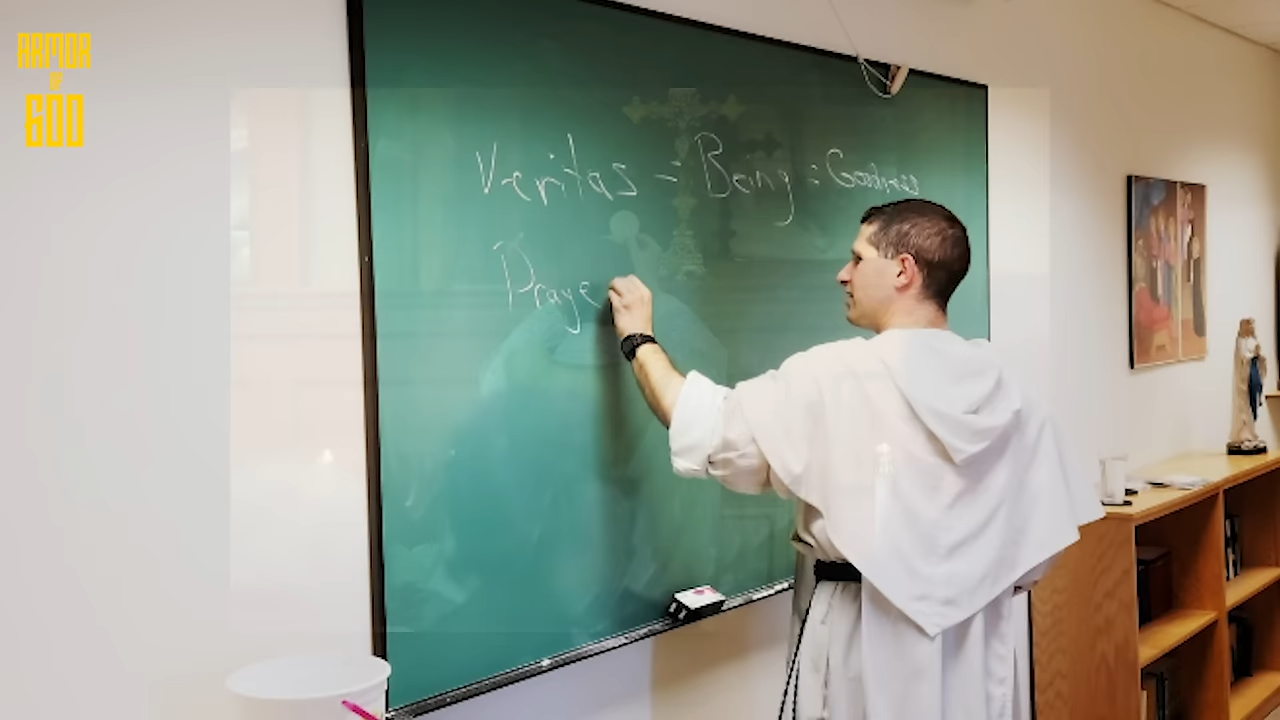 ARMOR
OF
GOD
Veritas = Being = Goodness
Praye